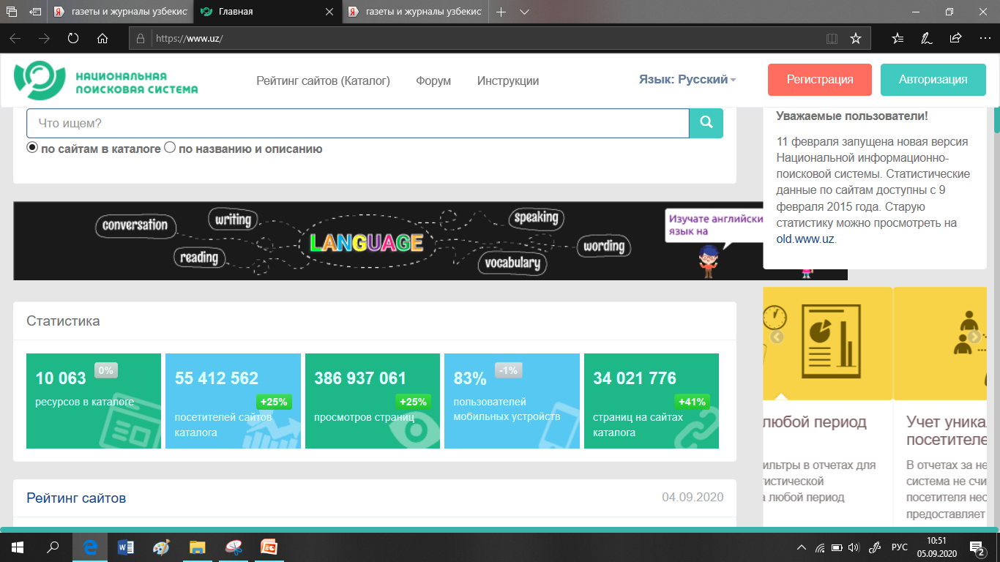 газеты и журналы узбекис
Главная
газеты и журналы узбекис
https://www.uz/
НАЦИОНАЛЬНАЯ
ПОИСКОВАЯ СИСТЕМА
Рейтинг сайтов (Каталог)
Форум
Инструкции
Язык: Русский
Регистрация
Авторизация
Что ищем?
по сайтам в каталоге
по названию и описанию
Уважаемые пользователи!
11 февраля запущена новая версия
Национальной информационно-
поисковой системы. Статистические
данные по сайтам доступны с 9
февраля 2015 года. Старую
статистику можно просмотреть на
old.www.uz.
conversation
writing
reading
LANGUAGE
speaking
vocabulary
wording
Изучате английски
язык на
Статистика
10 063
0%
ресурсов в каталоге
55 412 562
+25%
посетителей сайтов
каталога
386 937 061
+25%
просмотров страниц
83%
-1%
пользователей
мобильных устройств
34 021 776
+41%
страниц на сайтах
каталога
любой период
ильтры в отчетах для
тистической
а любой период
Учет уника
посетителе
В отчетах за не
система не счи
посетителя нес
предоставляет
Рейтинг сайтов
04.09.2020
РУС
10:51
05.09.2020
2